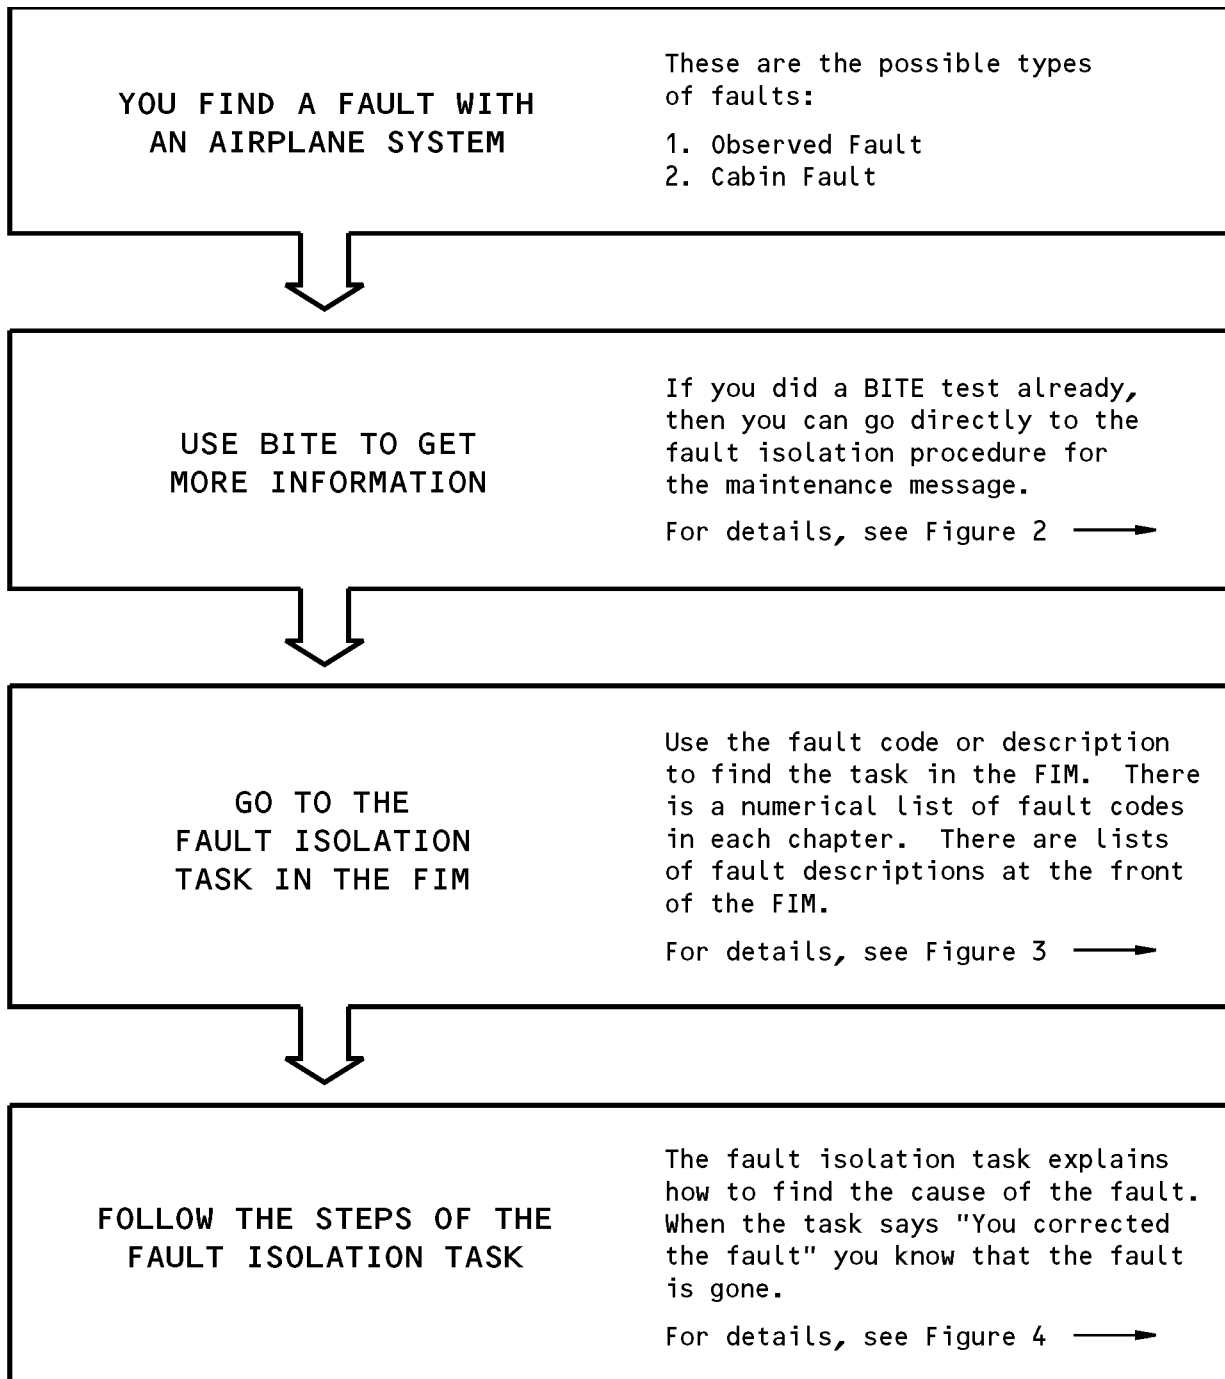 YOU FIND A FAULT WITH
AN AIRPLANE SYSTEM
These are the possible types
of faults:
1. Observed Fault
2. Cabin Fault
USE BITE TO GET
MORE INFORMATION
If you did a BITE test already,
then you can go directly to the
fault isolation procedure for
the maintenance message.
For details, see Figure 2
GO TO THE
FAULT ISOLATION
TASK IN THE FIM
Use the fault code or description
to find the task in the FIM.  There
is a numerical list of fault codes
in each chapter.  There are lists
of fault descriptions at the front
of the FIM.
For details, see Figure 3
FOLLOW THE STEPS OF THE
FAULT ISOLATION TASK
The fault isolation task explains
how to find the cause of the fault.
When the task says "You corrected
the fault" you know that the fault
is gone.
For details, see Figure 4